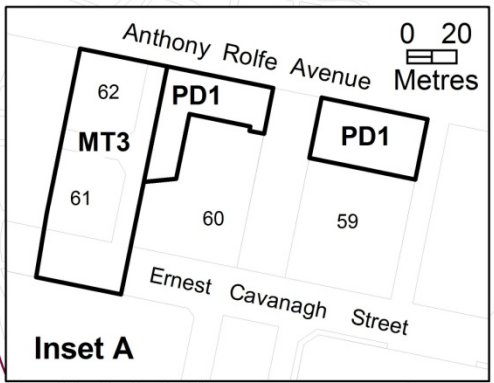 Anthony Rolfe Avenue
0 20
Metres
62
PD1
PD1
MT3
61
60
59
Ernest Cavanagh Street
Inset A